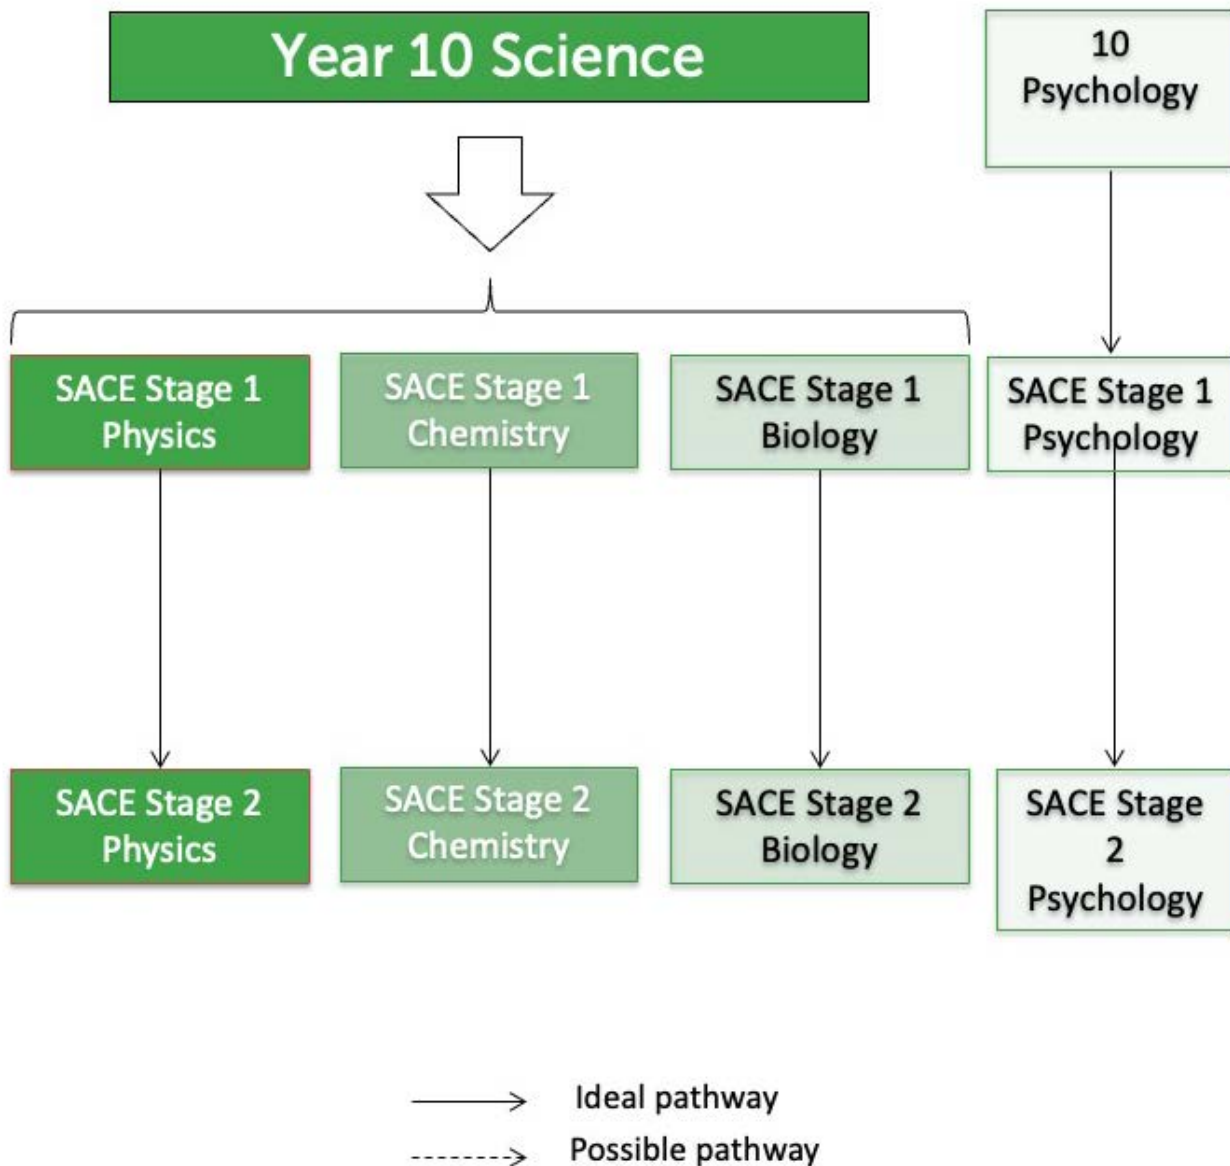 Year 10 Science
10
Psychology
SACE Stage 1
Physics
SACE Stage 1
Chemistry
SACE Stage 1
Biology
SACE Stage 1
Psychology
SACE Stage 2
Physics
SACE Stage 2
Chemistry
SACE Stage 2
Biology
SACE Stage
2
Psychology
Ideal pathway
Possible pathway